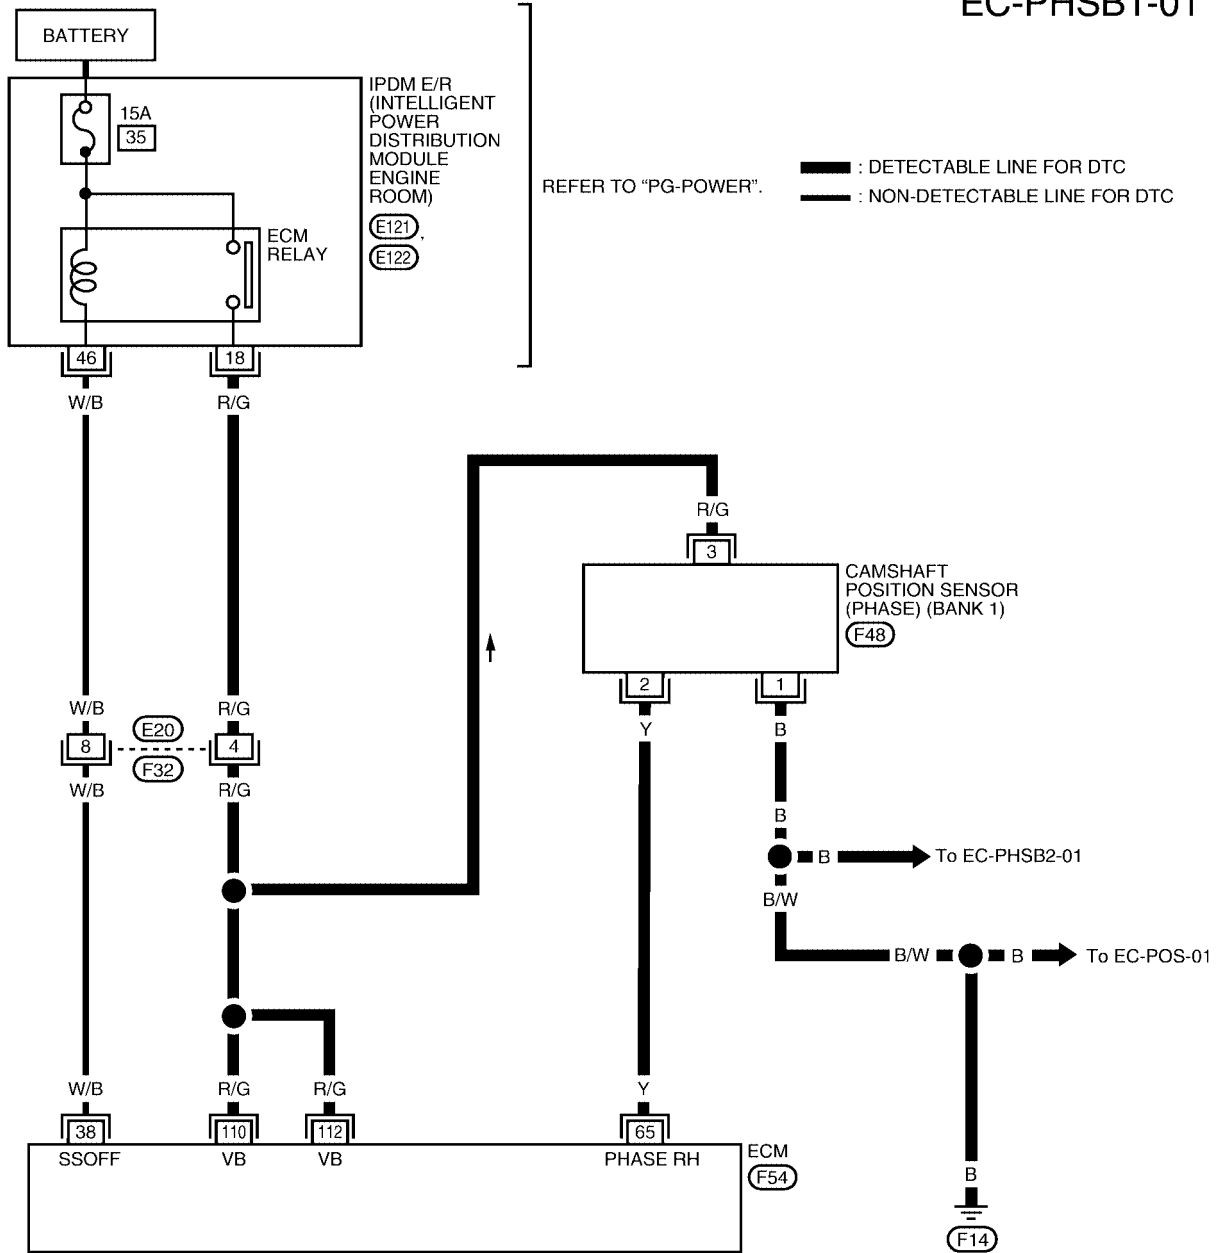 EC-PHSB1-01
BATTERY
15A
35
IPDM E/R
(INTELLIGENT
POWER
DISTRIBUTION
MODULE
ENGINE
ROOM)
E121 ,
E122
ECM
RELAY
REFER TO “PG-POWER”.
: DETECTABLE LINE FOR DTC
: NON-DETECTABLE LINE FOR DTC
46 18
W/B R/G
R/G
3
CAMSHAFT
POSITION SENSOR
(PHASE) (BANK 1)
F48
2 1
Y B
W/B R/G
E20
8 4
F32
W/B R/G
B
B To EC-PHSB2-01
B/W
B/W B To EC-POS-01
W/B R/G R/G Y
38 110 112 65
SSOFF VB VB PHASE RH
ECM
F54
B
F14